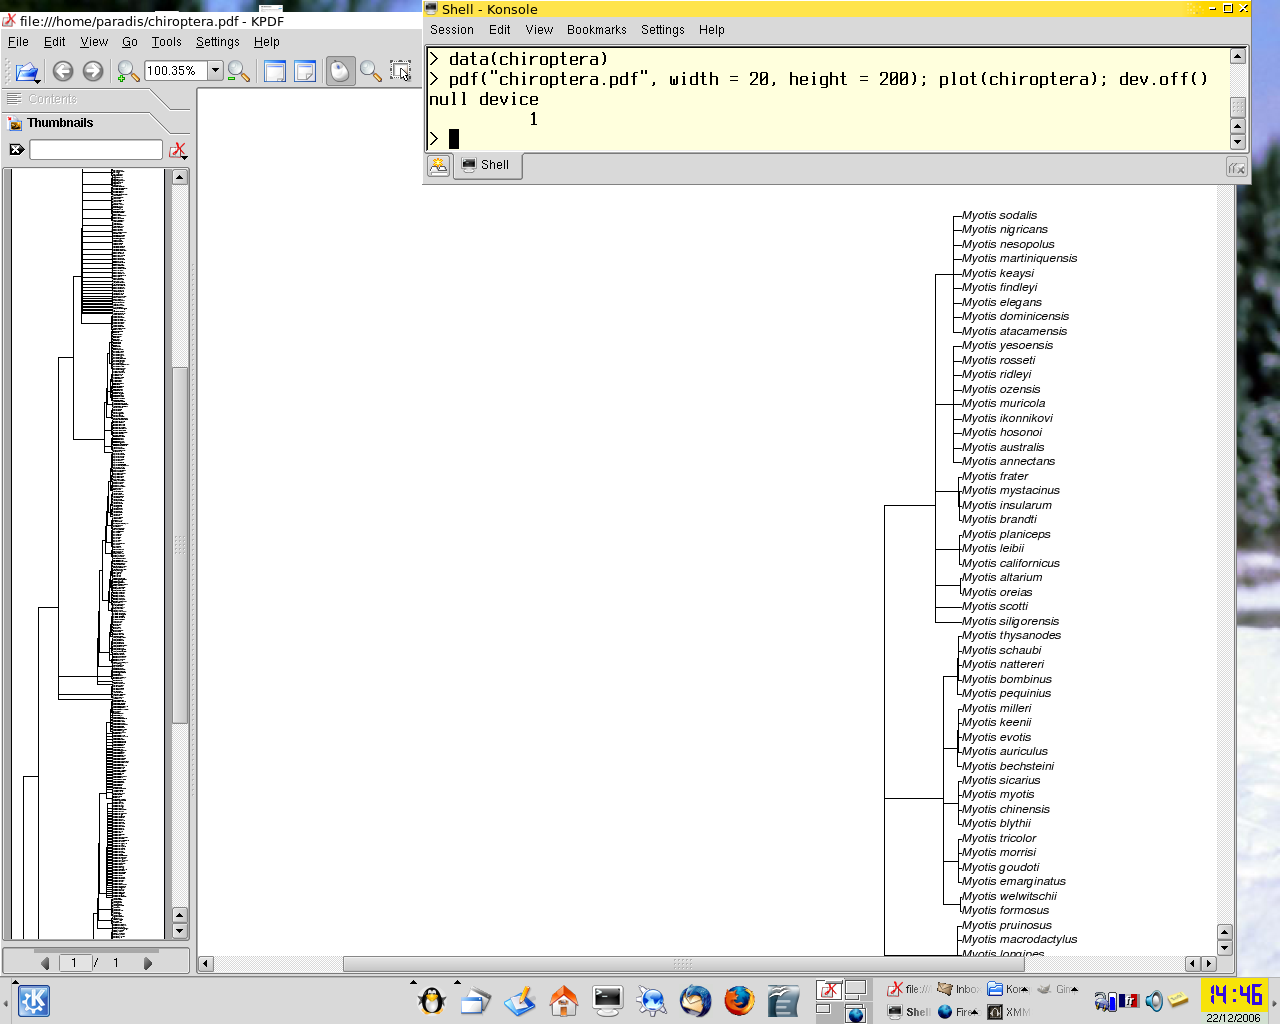 file:///home/paradis/chiroptera.pdf - KPDF
File Edit View Go Tools Settings Help
100.35%
Contents
Thumbnails
1 / 1
Shell - Konsole
Session Edit View Bookmarks Settings Help
> data(chiroptera)
> pdf("chiroptera.pdf", width = 20, height = 200); plot(chiroptera); dev.off()
null device
1
>
Shell
Myotis sodalis
Myotis nigricans
Myotis nesopolus
Myotis martiniquensis
Myotis keaysi
Myotis findleyi
Myotis elegans
Myotis dominicensis
Myotis atacamensis
Myotis yesoensis
Myotis rosseti
Myotis ridleyi
Myotis ozensis
Myotis muricola
Myotis ikonnikovi
Myotis hosonoi
Myotis australis
Myotis annectans
Myotis frater
Myotis mystacinus
Myotis insularum
Myotis brandti
Myotis planiceps
Myotis leibii
Myotis californicus
Myotis altarium
Myotis oreias
Myotis scotti
Myotis siligorensis
Myotis thysanodes
Myotis schaubi
Myotis nattereri
Myotis bombinus
Myotis pequinius
Myotis milleri
Myotis keenii
Myotis evotis
Myotis auriculus
Myotis bechsteini
Myotis sicarius
Myotis myotis
Myotis chinensis
Myotis blythii
Myotis tricolor
Myotis morrisi
Myotis goudoti
Myotis emarginatus
Myotis welwitschii
Myotis formosus
Myotis pruinosus
Myotis macrodactylus
Myotis longipes
file:// Inbo Kon Gim
Shell Fire XMM
14:46
22/12/2006